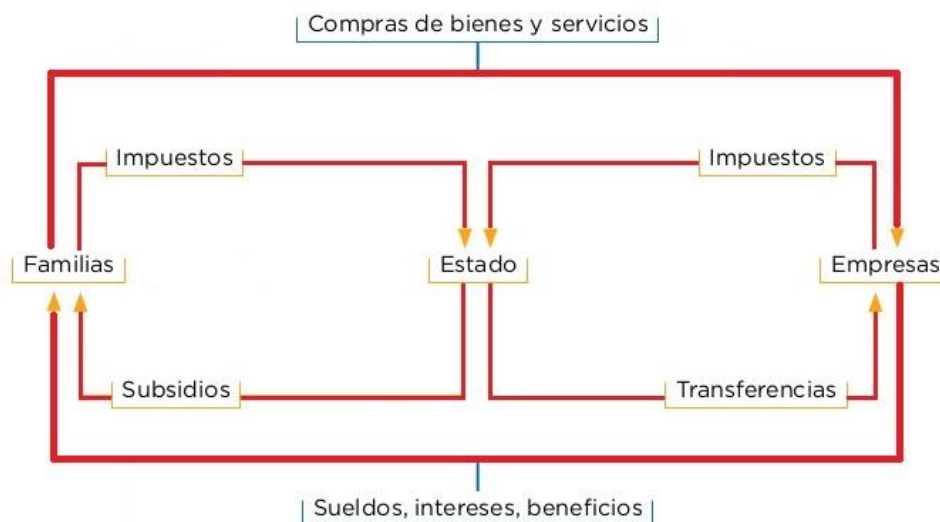 Compras de bienes y servicios
Impuestos
Impuestos
Familias
Estado
Empresas
Subsidios
Transferencias
Sueldos, intereses, beneficios